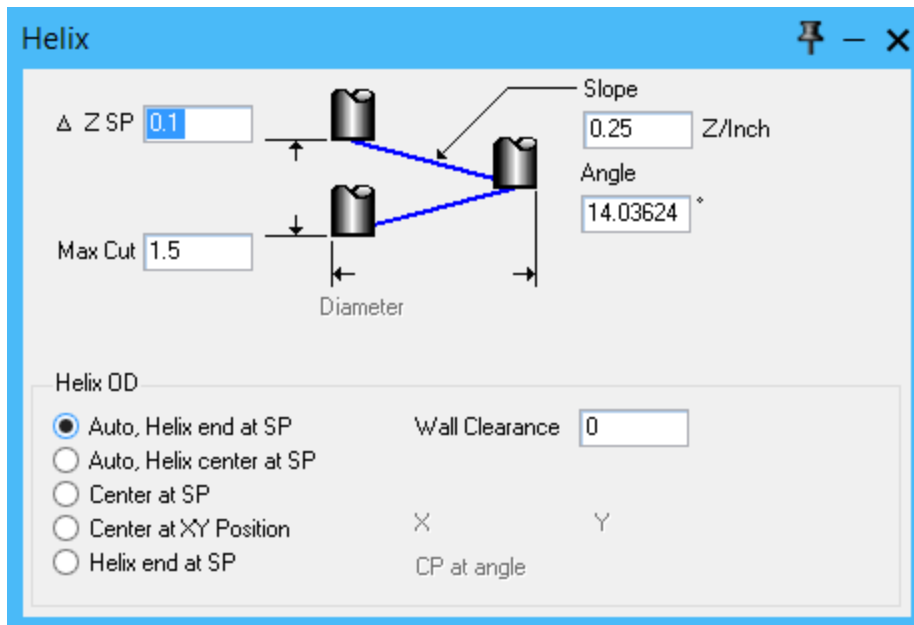 Helix
Δ Z SP 0.1
Slope
0.25 Z/Inch
Angle
14.03624 °
Max Cut 1.5
Diameter
Helix OD
Auto, Helix end at SP
Wall Clearance 0
Auto, Helix center at SP
Center at SP
Center at XY Position
X Y
Helix end at SP
CP at angle